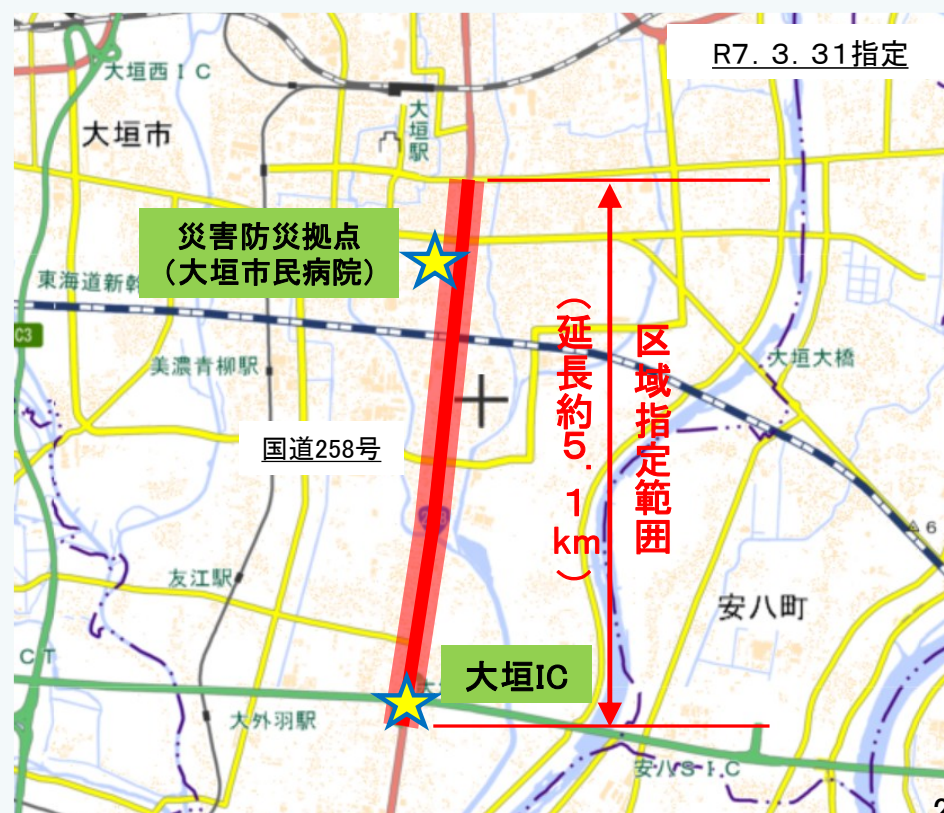 R7. 3. 31指定
大垣西IC
大垣市
大垣駅
災害防災拠点
（大垣市民病院）
東海道新幹
C3
美濃青柳駅
大垣大橋
国道258号
区域指定範囲
（延長約5. 1km）
6
友江駅
安八町
CT
大垣IC
大外羽駅
安八SIC
2